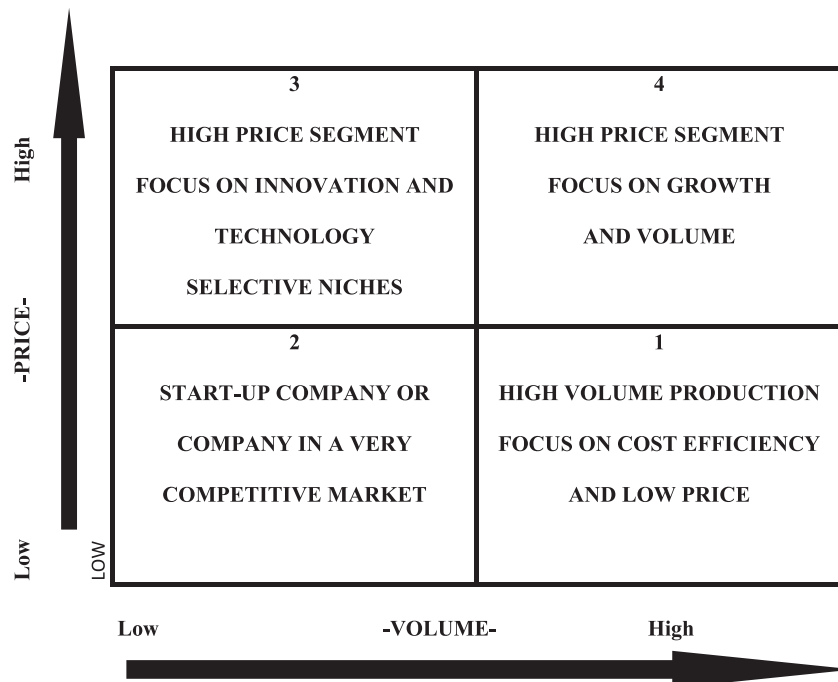 High
-PRICE-
Low
LOW
3
HIGH PRICE SEGMENT
FOCUS ON INNOVATION AND
TECHNOLOGY
SELECTIVE NICHES
4
HIGH PRICE SEGMENT
FOCUS ON GROWTH
AND VOLUME
2
START-UP COMPANY OR
COMPANY IN A VERY
COMPETITIVE MARKET
1
HIGH VOLUME PRODUCTION
FOCUS ON COST EFFICIENCY
AND LOW PRICE
Low -VOLUME- High